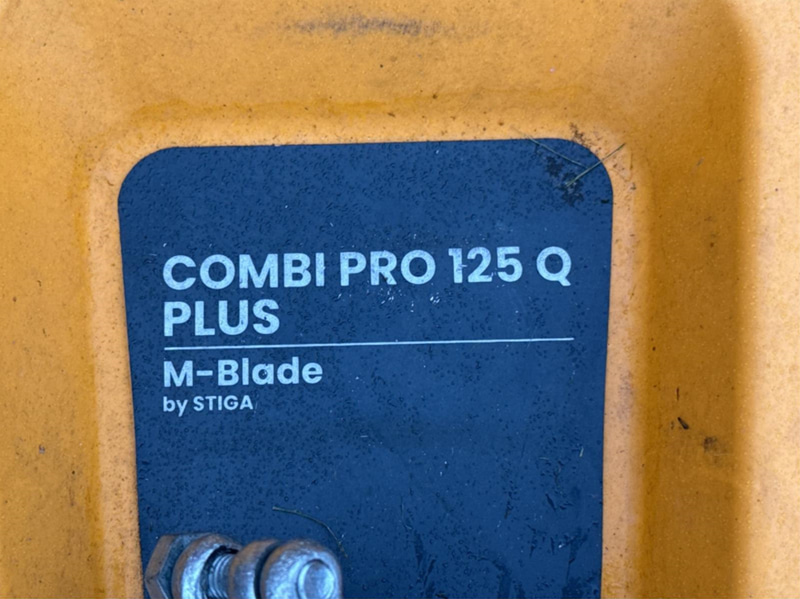 COMBI PRO 125 Q
PLUS
M-Blade
by STIGA